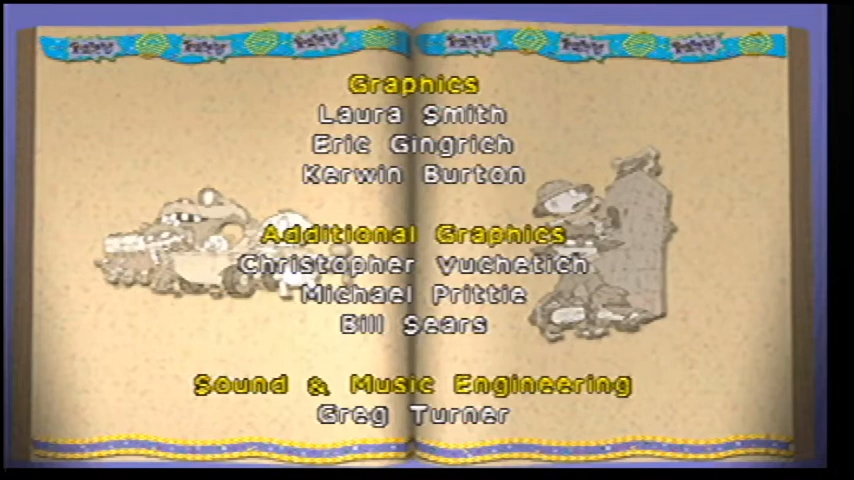 Graphics
Laura Smith
Eric Gingrich
Kerwin Burton
Additional Graphics
Christopher Vuchetich
Michael Prittie
Bill Sears
Sound & Music Engineering
Greg Turner